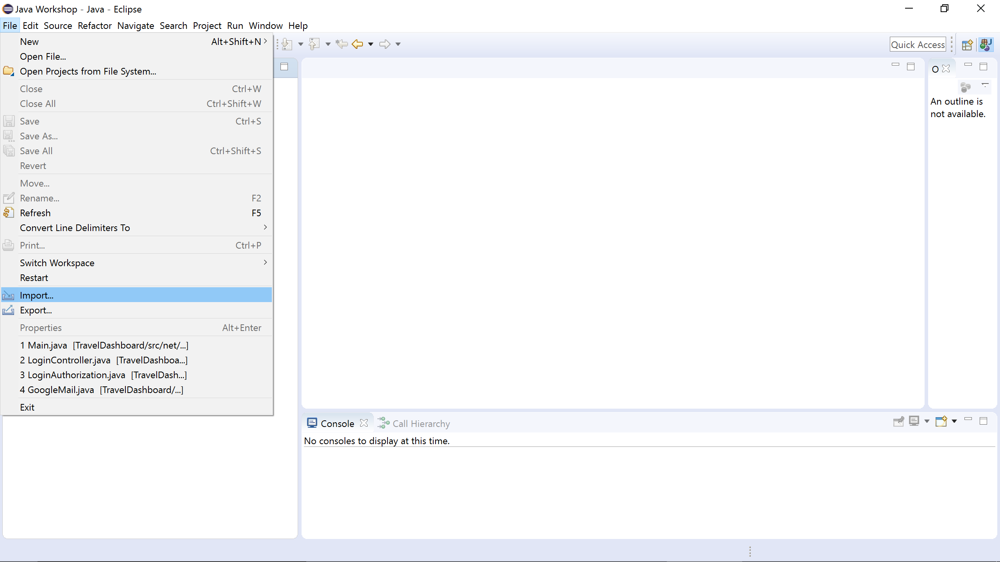 Java Workshop - Java - Eclipse
File Edit Source Refactor Navigate Search Project Run Window Help
New Alt+Shift+N
Open File...
Open Projects from File System...
Close Ctrl+W
Close All Ctrl+Shift+W
Save Ctrl+S
Save As...
Save All Ctrl+Shift+S
Revert
Move...
Rename... F2
Refresh F5
Convert Line Delimiters To
Print... Ctrl+P
Switch Workspace
Restart
Import...
Export...
Properties Alt+Enter
1 Main.java [TravelDashboard/src/net/...]
2 LoginController.java [TravelDashboa...]
3 LoginAuthorization.java [TravelDash...]
4 GoogleMail.java [TravelDashboard/...]
Exit
Quick Access
O
An outline is
not available.
Console Call Hierarchy
No consoles to display at this time.